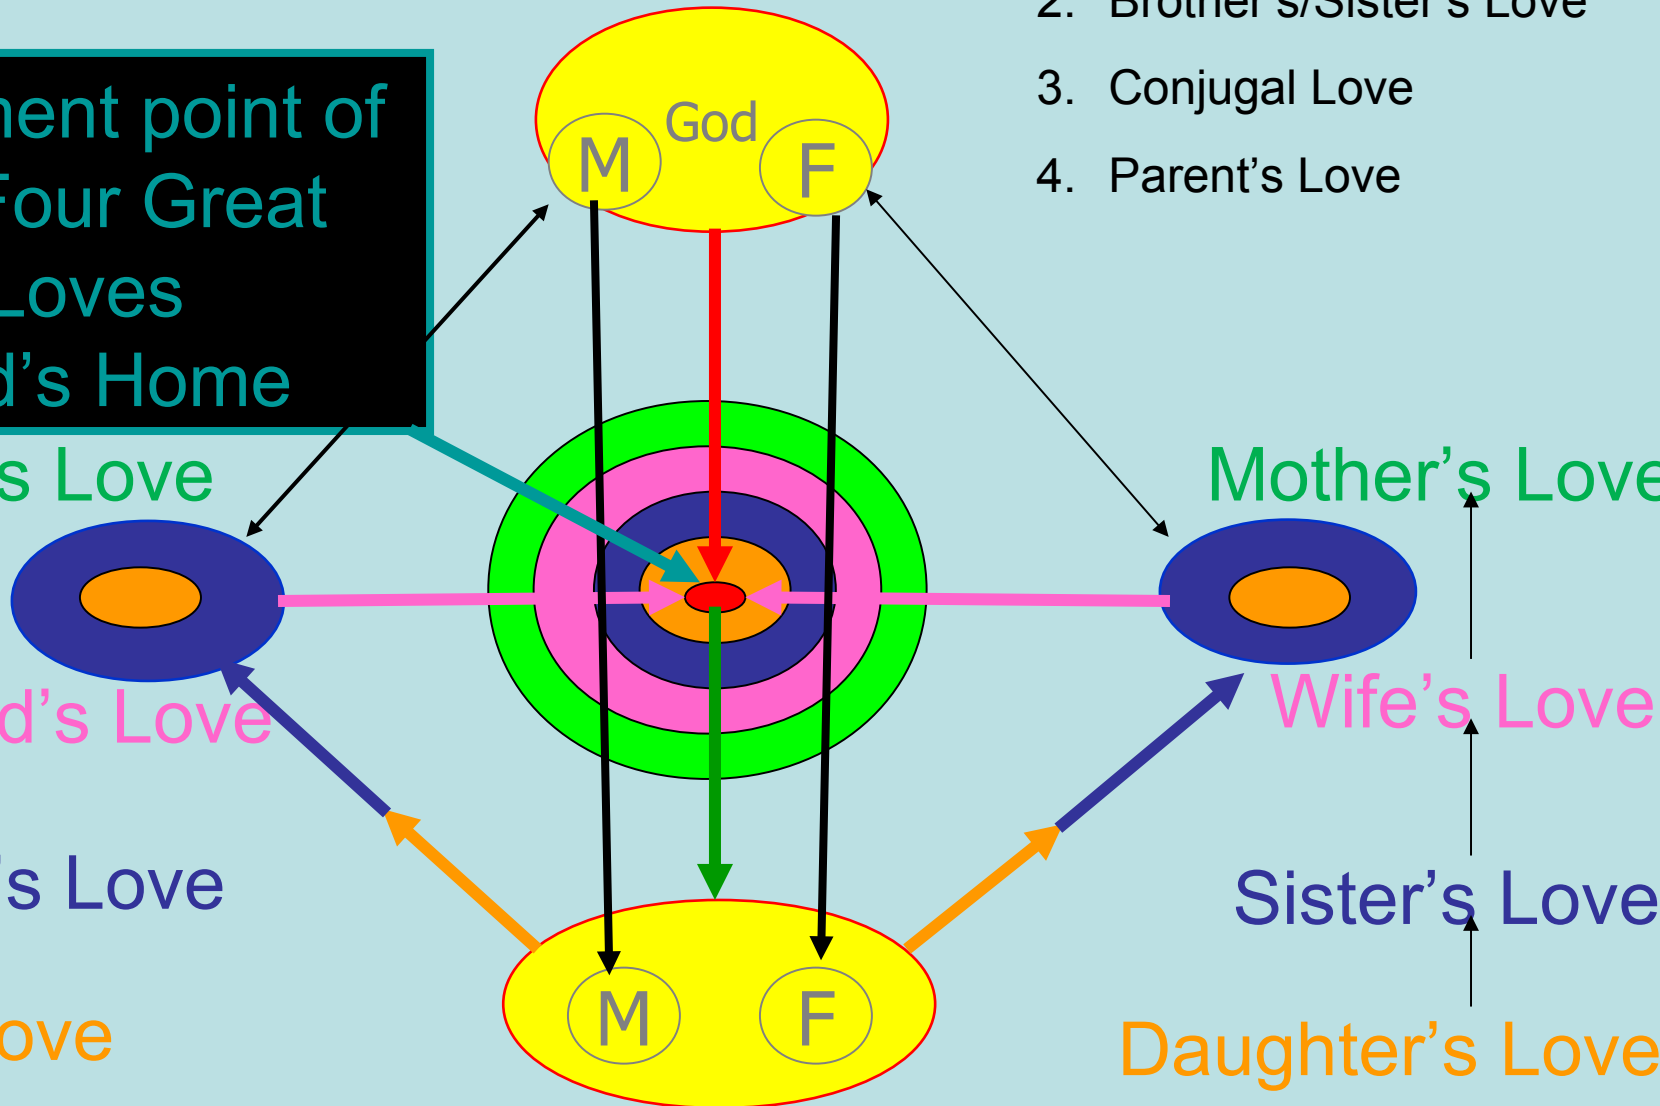 2. Brother's/Sister's Love
3. Conjugal Love
4. Parent’s Love
ment point of
Four Great
Loves
d’s Home
God
M F
s Love
Mother’s Love
d’s Love
Wife’s Love
’s Love
Sister’s Love
ove
Daughter’s Love
M F